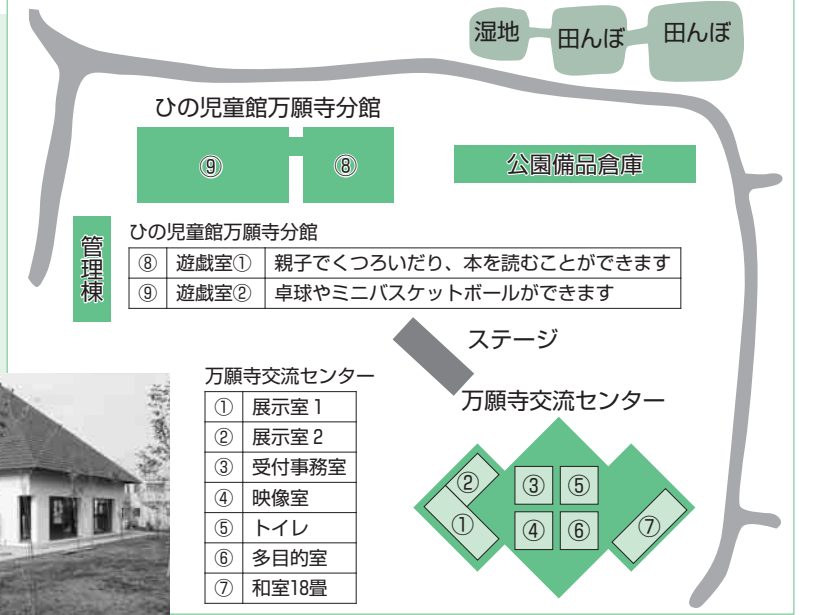 湿地 田んぼ 田んぼ
ひの児童館万願寺分館
⑨ ⑧
公園備品倉庫
管理棟
ひの児童館万願寺分館
⑧ 遊戯室① 親子でくつろいだり、本を読むことができます
⑨ 遊戯室② 卓球やミニバスケットボールができます
ステージ
万願寺交流センター
① 展示室1
② 展示室2
③ 受付事務室
④ 映像室
⑤ トイレ
⑥ 多目的室
⑦ 和室18畳
万願寺交流センター
② ③ ⑤
① ④ ⑥ ⑦